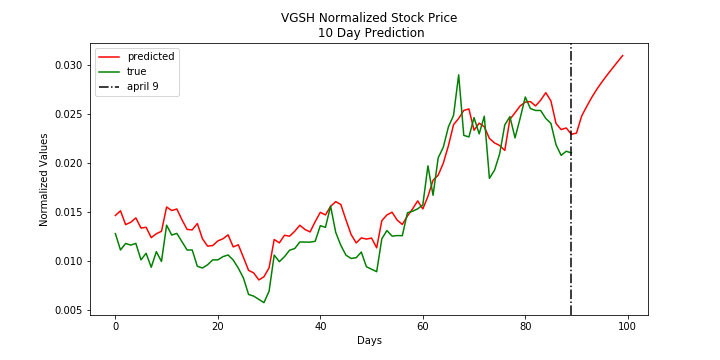 VGSH Normalized Stock Price
10 Day Prediction
predicted
true
april 9
0.030
0.025
0.020
0.015
0.010
0.005
Normalized Values
0
20
40
60
80
100
Days